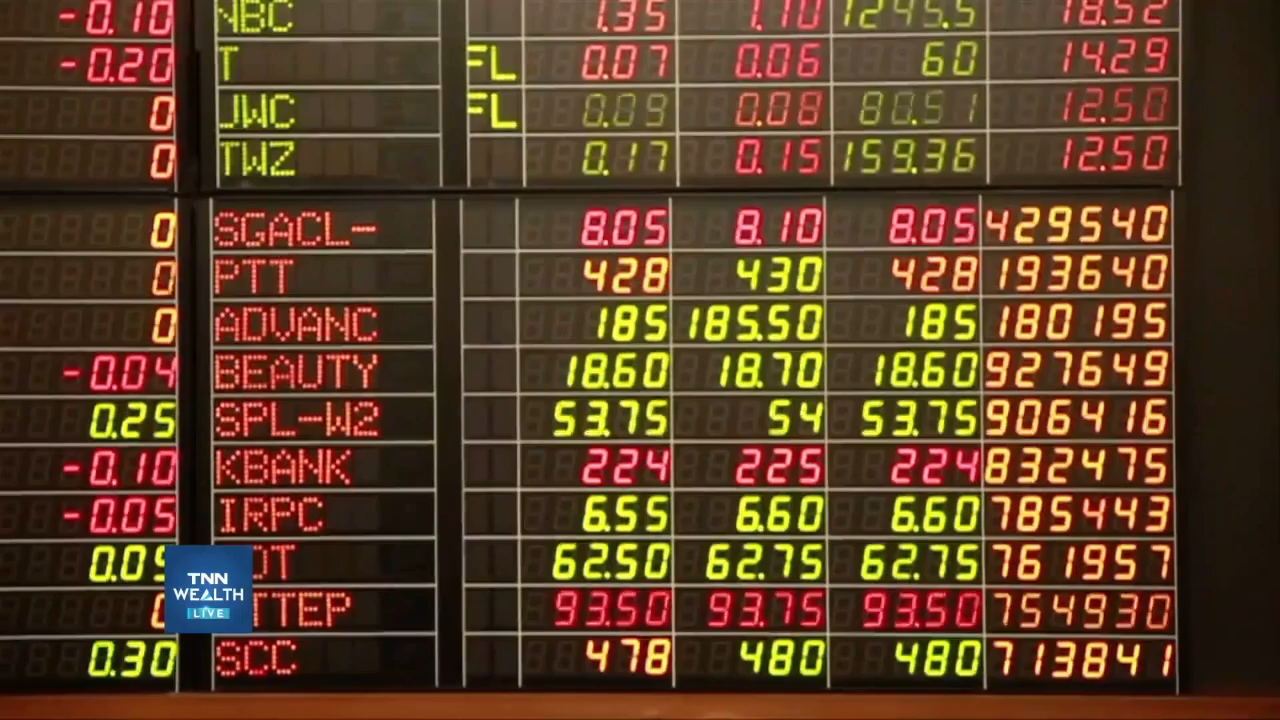 -0.10 NBC 1.35 1.10 1245.5 18.52
-0.20 T FL 0.07 0.06 60 14.29
0 JWC FL 0.09 0.08 80.51 12.50
0 TWZ 0.17 0.15 159.36 12.50
0 SGACL- 8.05 8.10 8.05 429540
0 PTT 428 430 428 193640
0 ADVANC 185 185.50 185 180195
-0.04 BEAUTY 18.60 18.70 18.60 927649
0.25 SPL-W2 53.75 54 53.75 906416
-0.10 KBANK 224 225 224 832475
-0.05 IRPC 6.55 6.60 6.60 785443
62.50 62.75 62.75 761957
93.50 93.75 93.50 754930
0.30 SCC 478 480 480 713841
TNN
WEALTH
LIVE